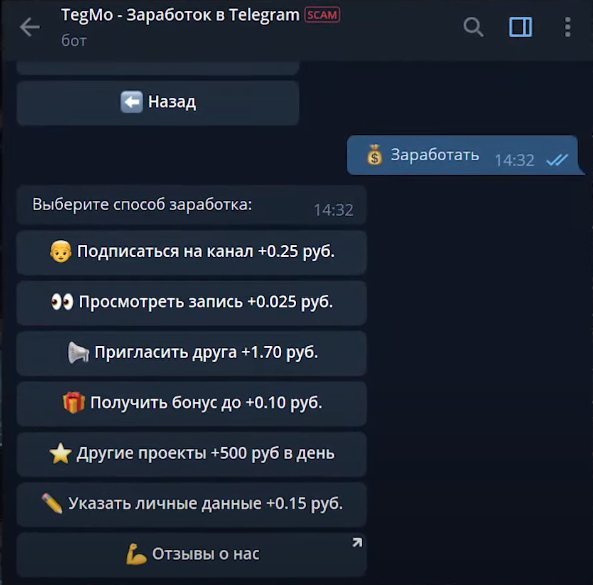 TegMo - Заработок в Telegram SCAM
бот
Назад
Заработать 14:32
Выберите способ заработка: 14:32
Подписаться на канал +0.25 руб.
Просмотреть запись +0.025 руб.
Пригласить друга +1.70 руб.
Получить бонус до +0.10 руб.
Другие проекты +500 руб в день
Указать личные данные +0.15 руб.
Отзывы о нас